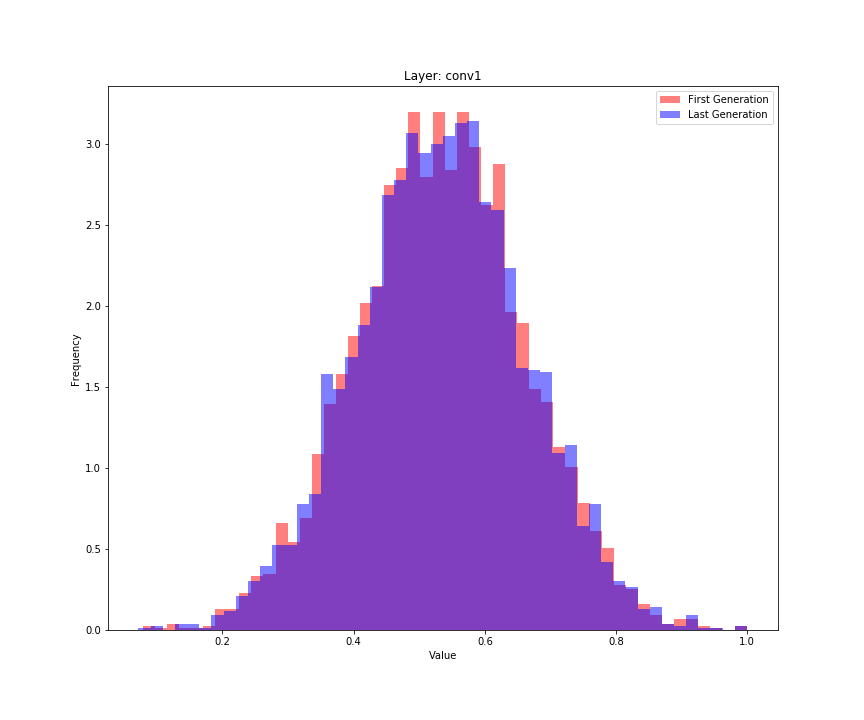 Layer: conv1
First Generation
Last Generation
Frequency
3.0
2.5
2.0
1.5
1.0
0.5
0.0
0.2 0.4 0.6 0.8 1.0
Value